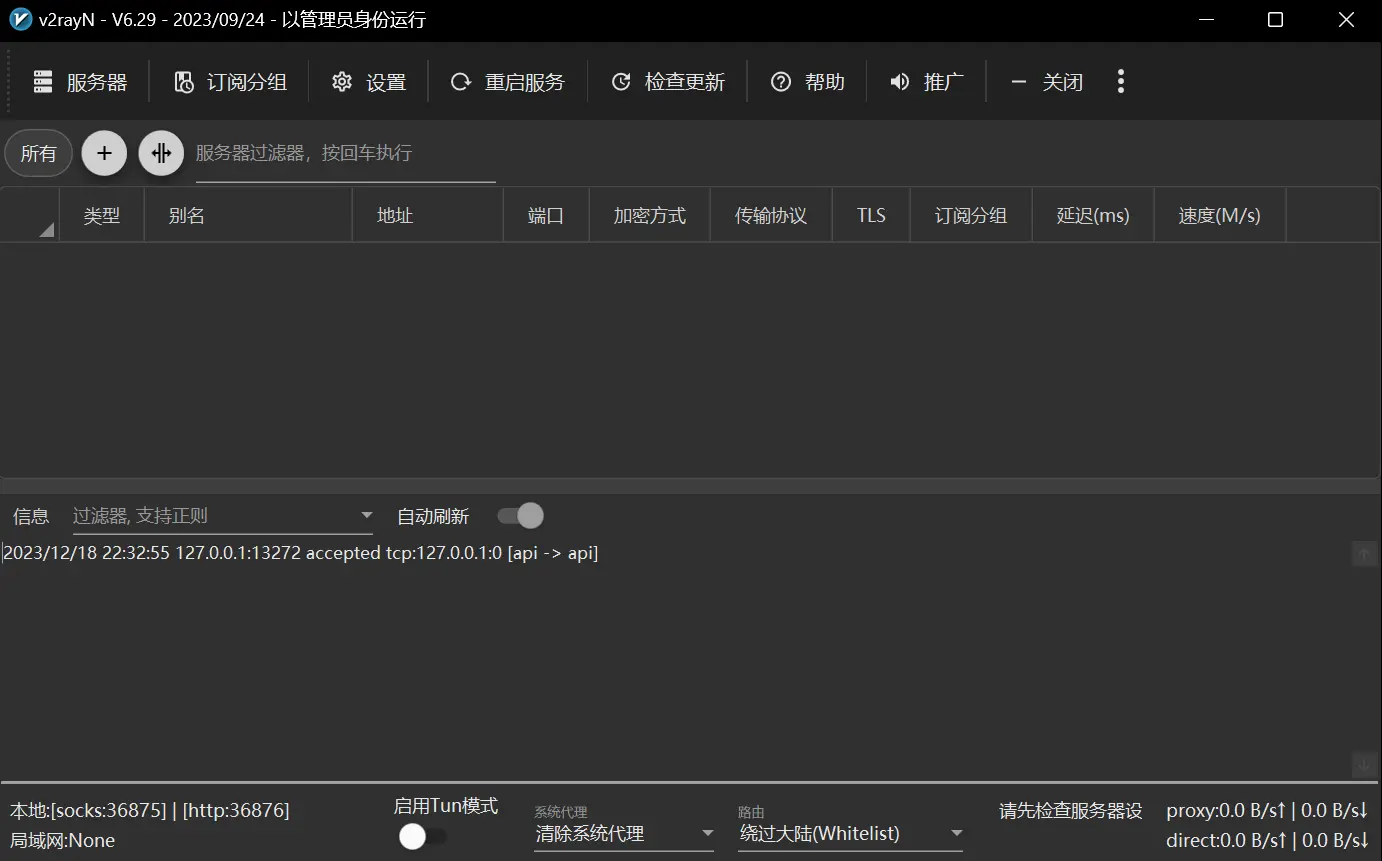 v2rayN - V6.29 - 2023/09/24 - 以管理员身份运行
服务器 订阅分组 设置 重启服务 检查更新 帮助 推广 关闭
所有 服务器过滤器，按回车执行
类型 别名 地址 端口 加密方式 传输协议 TLS 订阅分组 延迟(ms) 速度(M/s)
信息 过滤器, 支持正则 自动刷新
2023/12/18 22:32:55 127.0.0.1:13272 accepted tcp:127.0.0.1:0 [api -> api]
本地:[socks:36875] | [http:36876]
局域网:None
启用Tun模式
系统代理
清除系统代理
路由
绕过大陆(Whitelist)
请先检查服务器设
proxy:0.0 B/s↑ | 0.0 B/s↓
direct:0.0 B/s↑ | 0.0 B/s↓